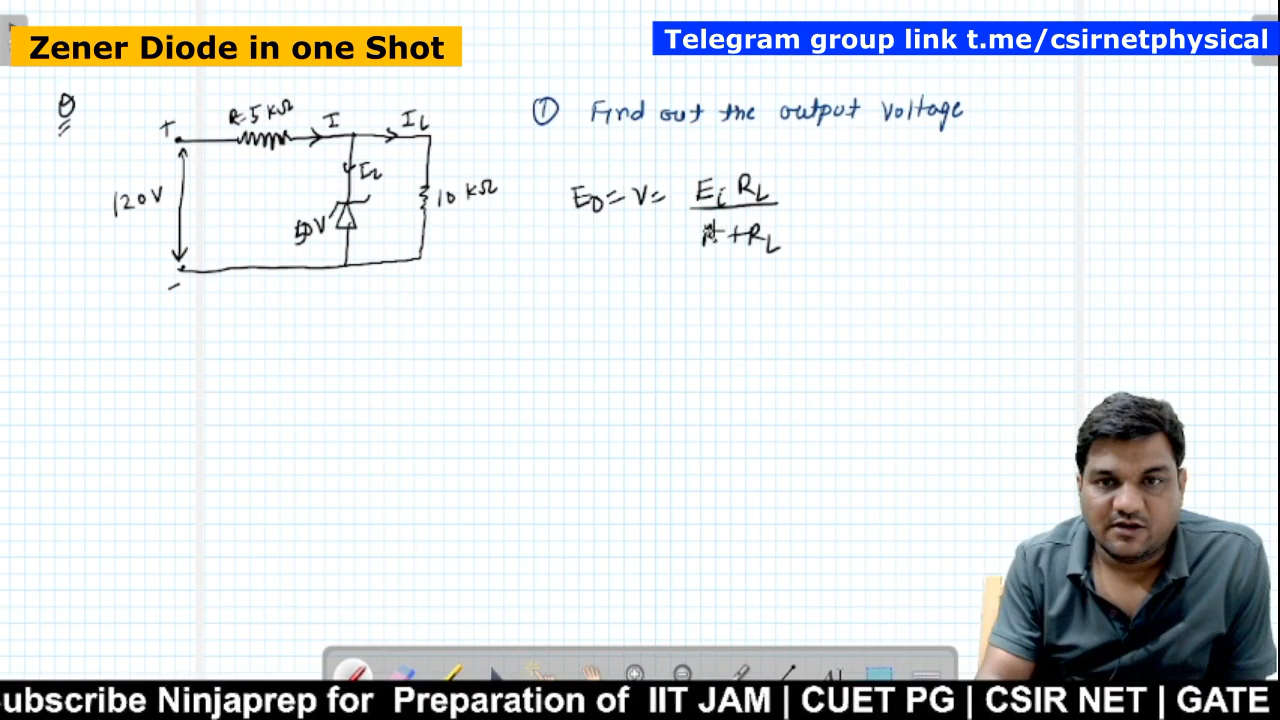 Zener Diode in one Shot
Telegram group link t.me/csirnetphysical
Q
R=5 kΩ
I
IL
+
① Find out the output voltage
120V
IZ
10 kΩ
50V
E0 = V = Ei RL
R + RL
-
ubscribe Ninjaprep for Preparation of IIT JAM | CUET PG | CSIR NET | GATE